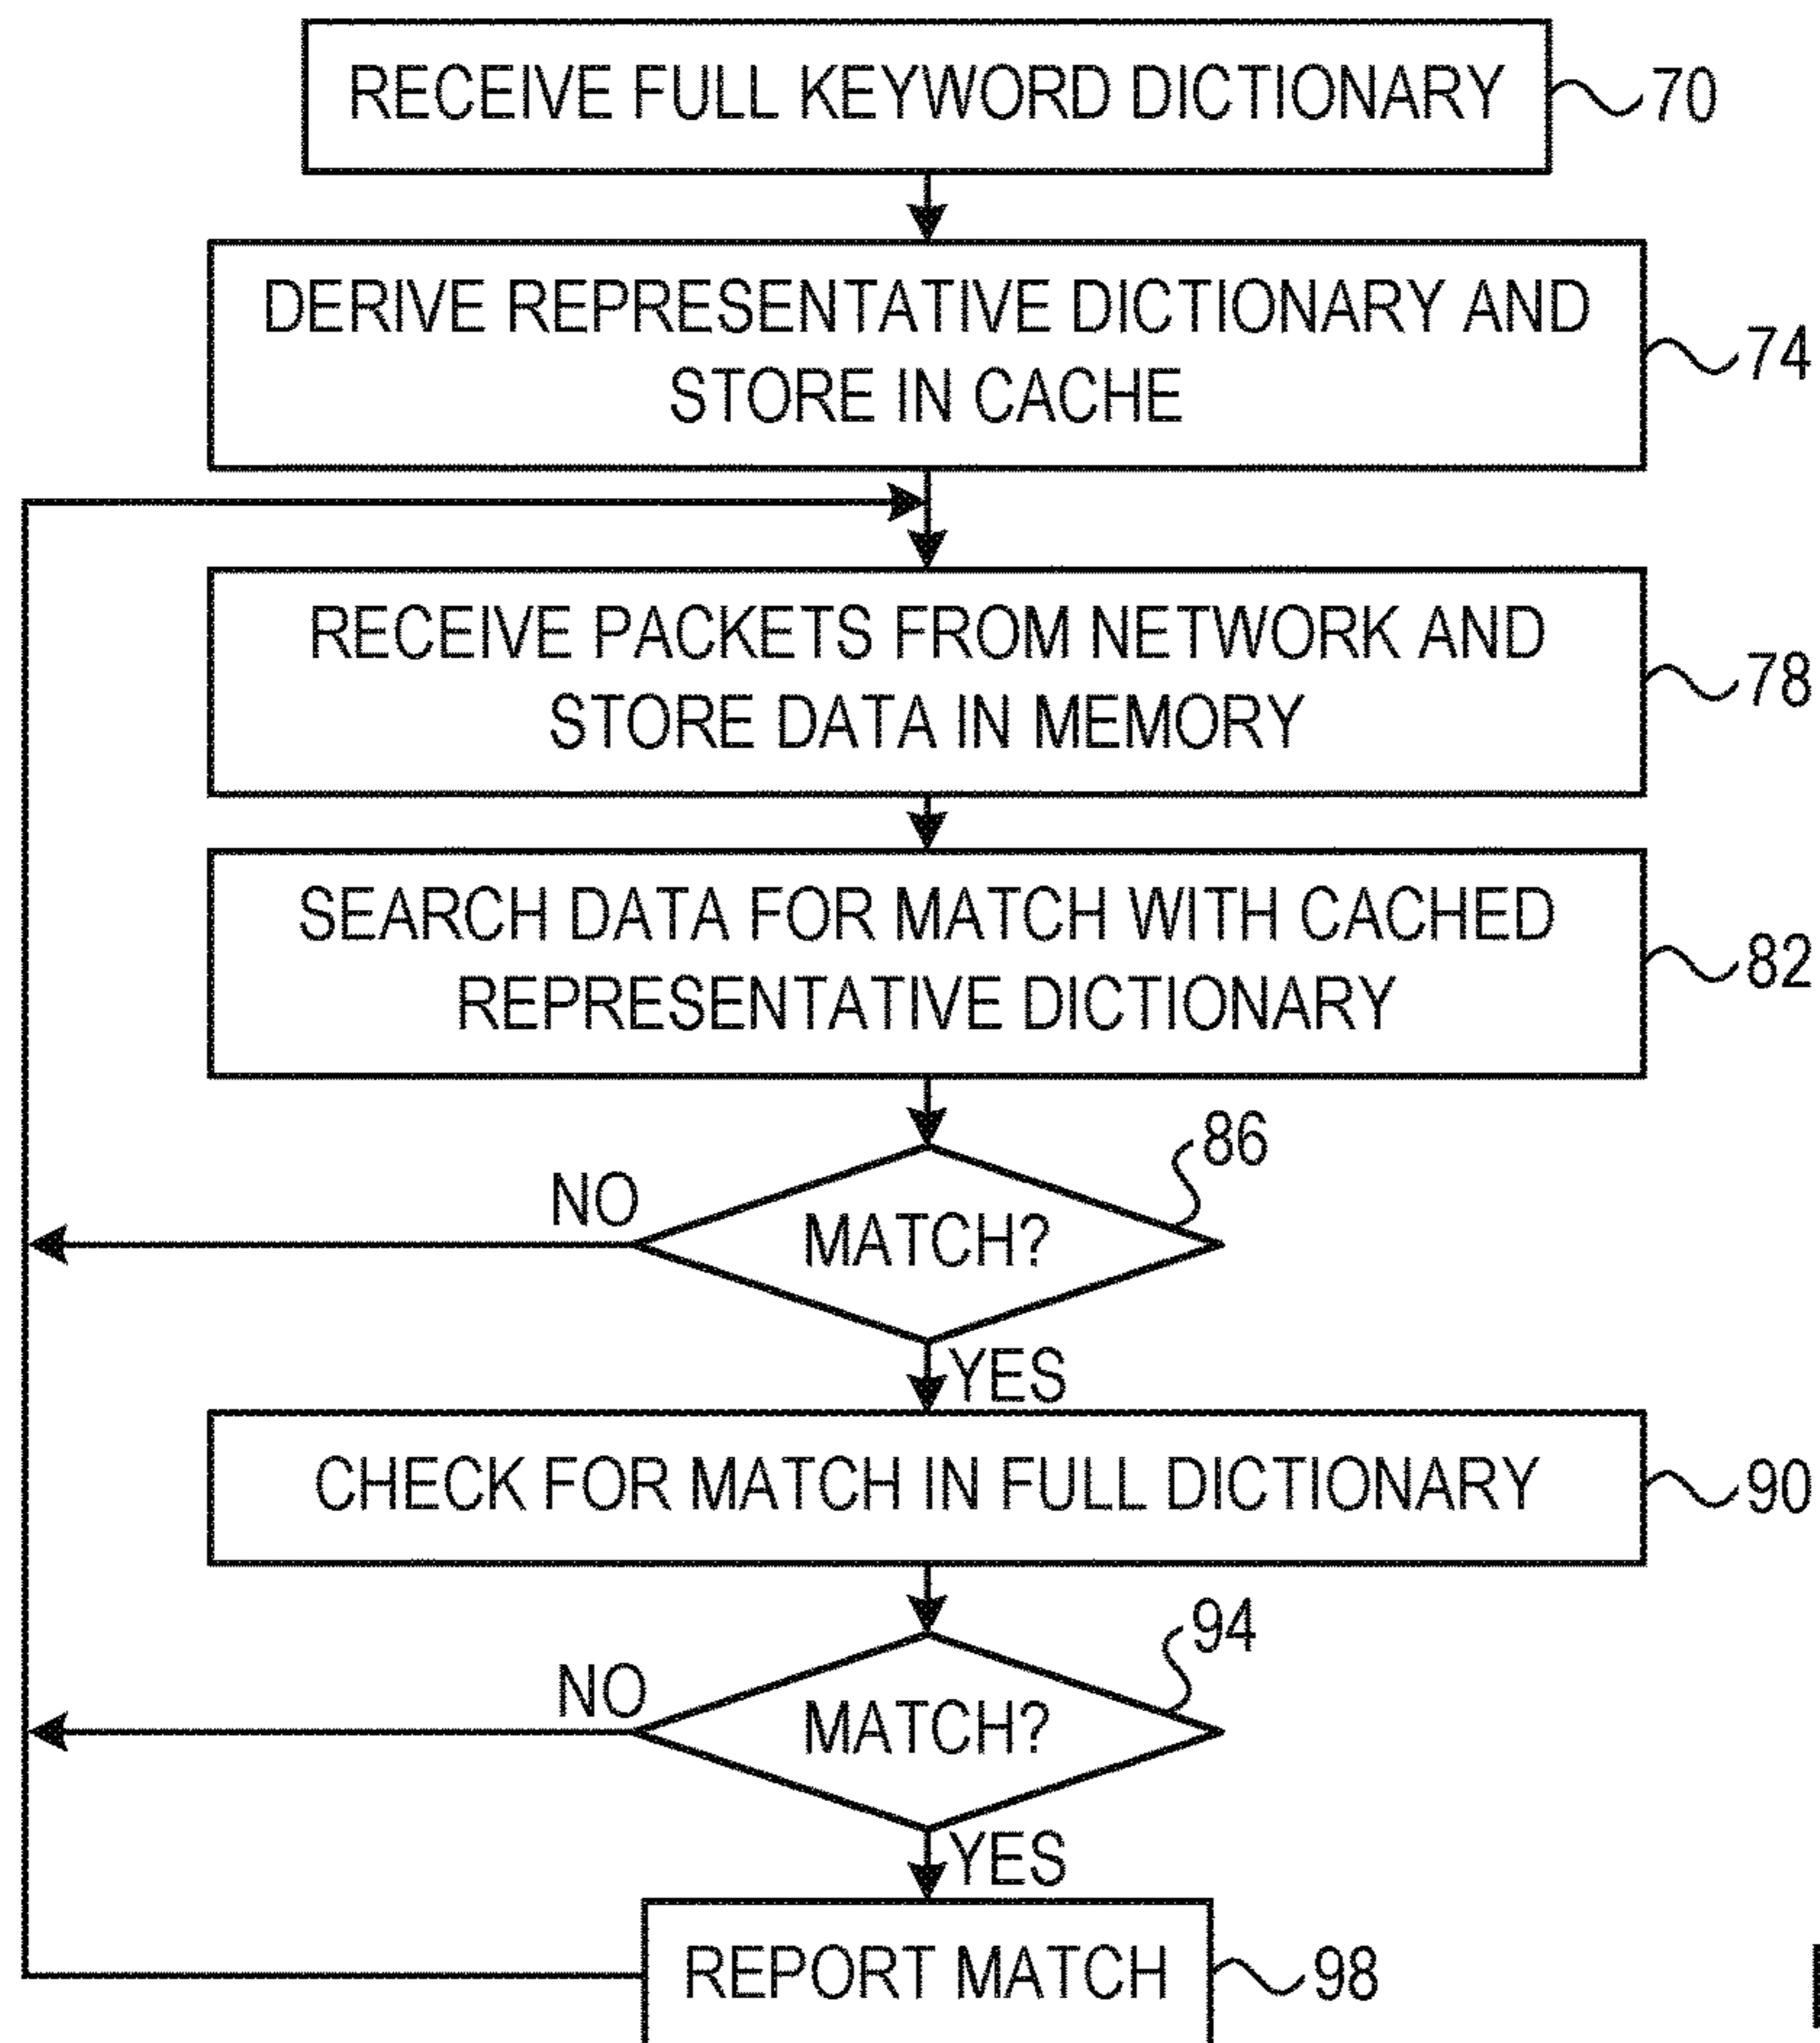 RECEIVE FULL KEYWORD DICTIONARY
70
DERIVE REPRESENTATIVE DICTIONARY AND
STORE IN CACHE
74
RECEIVE PACKETS FROM NETWORK AND
STORE DATA IN MEMORY
78
SEARCH DATA FOR MATCH WITH CACHED
REPRESENTATIVE DICTIONARY
82
86
NO
MATCH?
YES
CHECK FOR MATCH IN FULL DICTIONARY
90
94
NO
MATCH?
YES
REPORT MATCH
98